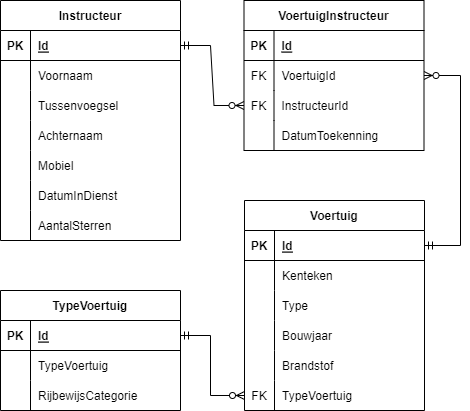 Instructeur
PK Id
Voornaam
Tussenvoegsel
Achternaam
Mobiel
DatumInDienst
AantalSterren
VoertuigInstructeur
PK Id
FK VoertuigId
FK InstructeurId
DatumToekenning
Voertuig
PK Id
Kenteken
Type
Bouwjaar
Brandstof
FK TypeVoertuig
TypeVoertuig
PK Id
TypeVoertuig
RijbewijsCategorie